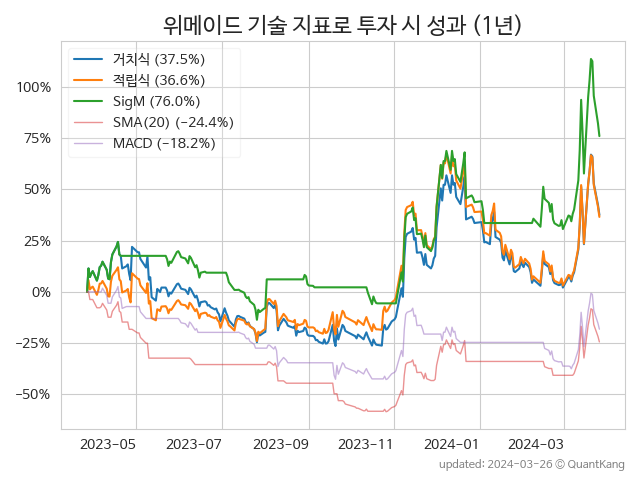 위메이드 기술 지표로 투자 시 성과 (1년)
거치식 (37.5%)
적립식 (36.6%)
SigM (76.0%)
SMA(20) (−24.4%)
MACD (−18.2%)
100%
75%
50%
25%
0%
−25%
−50%
2023-05 2023-07 2023-09 2023-11 2024-01 2024-03
updated: 2024-03-26 © QuantKang